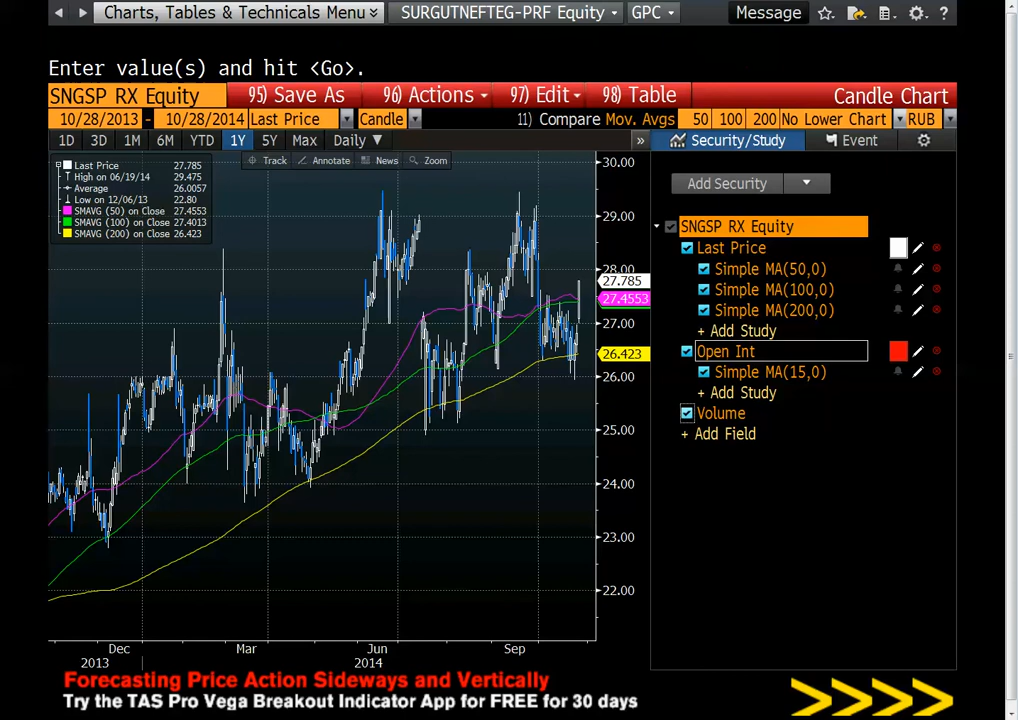 Charts, Tables & Technicals Menu SURGUTNEFTEG-PRF Equity GPC Message ?
Enter value(s) and hit <Go>.
SNGSP RX Equity 95) Save As 96) Actions 97) Edit 98) Table Candle Chart
10/28/2013 - 10/28/2014 Last Price Candle 11) Compare Mov. Avgs 50 100 200 No Lower Chart RUB
1D 3D 1M 6M YTD 1Y 5Y Max Daily ▼ » Security/Study Event
Track Annotate News Zoom
Last Price 27.785
High on 06/19/14 29.475
Average 26.0057
Low on 12/06/13 22.80
SMAVG (50) on Close 27.4553
SMAVG (100) on Close 27.4013
SMAVG (200) on Close 26.423
30.00
29.00
28.00
27.785
27.4553
27.00
26.423
26.00
25.00
24.00
23.00
22.00
Dec Mar Jun Sep
2013 2014
Add Security
SNGSP RX Equity
Last Price
Simple MA(50,0)
Simple MA(100,0)
Simple MA(200,0)
+ Add Study
Open Int
Simple MA(15,0)
+ Add Study
Volume
+ Add Field
Forecasting Price Action Sideways and Vertically
Try the TAS Pro Vega Breakout Indicator App for FREE for 30 days